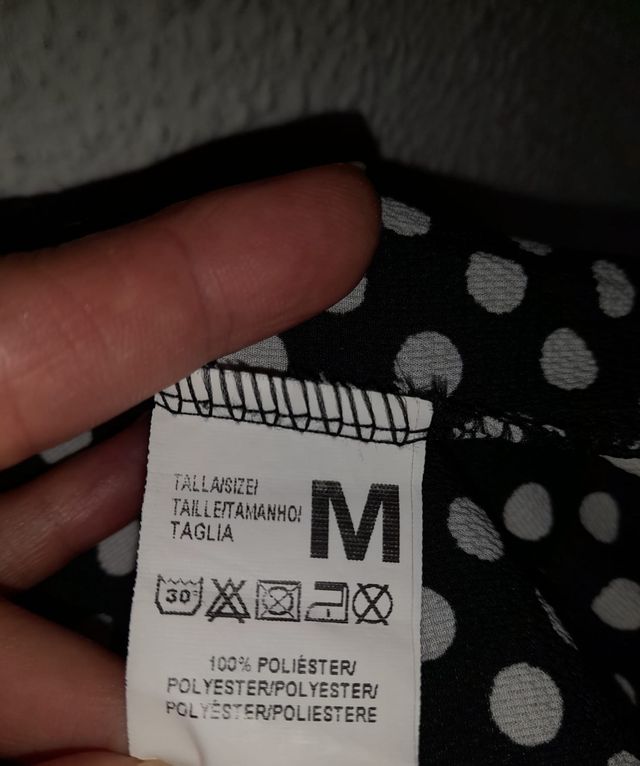 TALLA/SIZE/
TAILLE/TAMANHO/
TAGLIA
M
30°
100% POLIÉSTER/
POLYESTER/POLYESTER/
POLYÉSTER/POLIESTERE